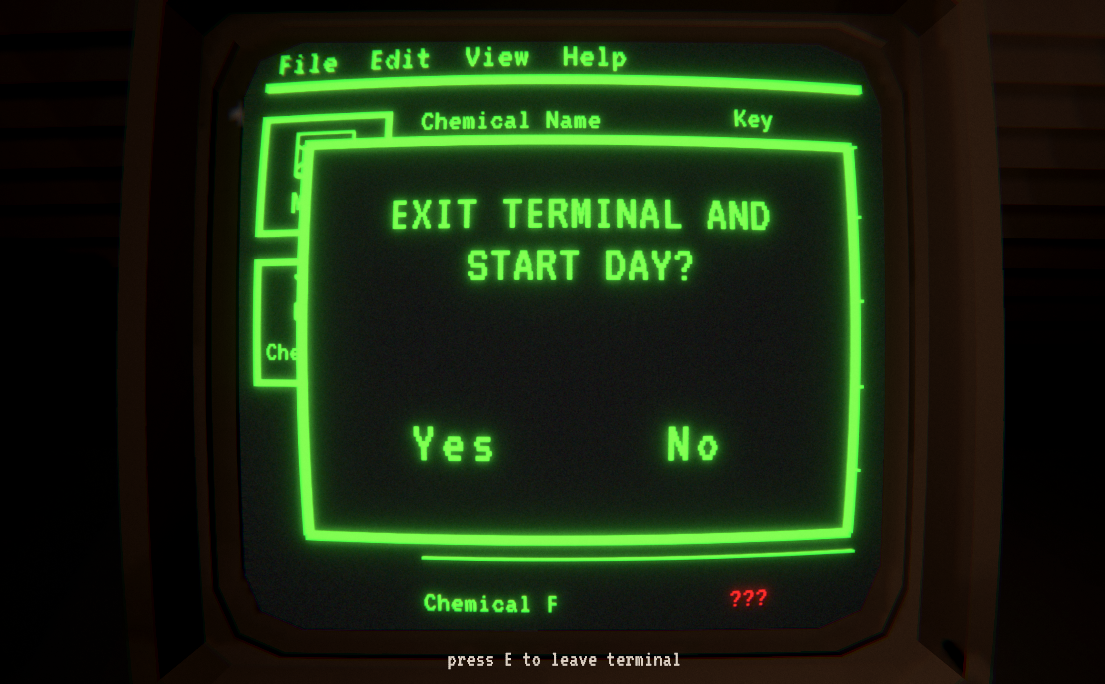 File Edit View Help
Chemical Name Key
EXIT TERMINAL AND
START DAY?
Yes No
Chemical F ???
press E to leave terminal